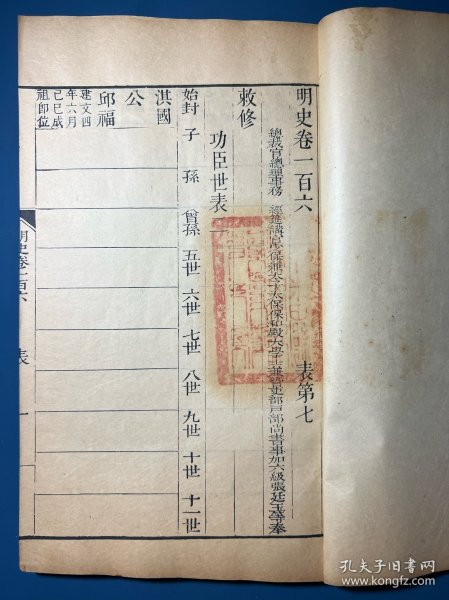 明史卷一百六 表第七
總裁官總理事務 經筵講官少保兼太子太保保和殿大學士兼管吏部戶部尚書事加六級張廷玉等奉
敕修
功臣世表二
始封 子 孫 曾孫 五世 六世 七世 八世 九世 十世 十一世
淇國
公
邱福
建文四
年六月
己巳成
祖即位
明史卷一百六 表 一
孔夫子旧书网
www.kongfz.com